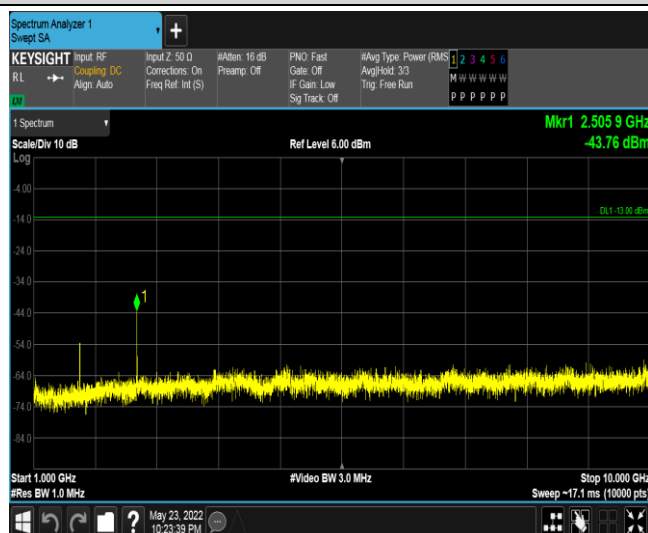 Spectrum Analyzer 1
Swept SA
+
KEYSIGHT Input: RF Input Z: 50 Ω #Atten: 16 dB PNO: Fast #Avg Type: Power (RMS 1 2 3 4 5 6
RL Coupling: DC Corrections: On Preamp: Off Gate: Off Avg|Hold: 3/3 M W W W W W
Align: Auto Freq Ref: Int (S) IF Gain: Low Trig: Free Run
Sig Track: Off P P P P P P
LXI
1 Spectrum Mkr1 2.505 9 GHz
Scale/Div 10 dB Ref Level 6.00 dBm -43.76 dBm
Log
-4.00
DL1 -13.00 dBm
-14.0
-24.0
-34.0
1
-44.0
-54.0
-64.0
-74.0
-84.0
Start 1.000 GHz #Video BW 3.0 MHz Stop 10.000 GHz
#Res BW 1.0 MHz Sweep ~17.1 ms (10000 pts)
? May 23, 2022
10:23:39 PM